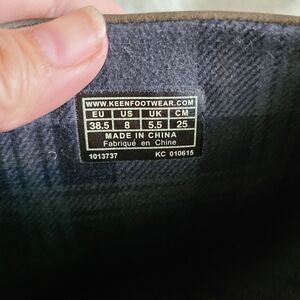 WWW.KEENFOOTWEAR.COM
EU US UK CM
38.5 8 5.5 25
MADE IN CHINA
Fabriqué en Chine
1013737 KC 010615